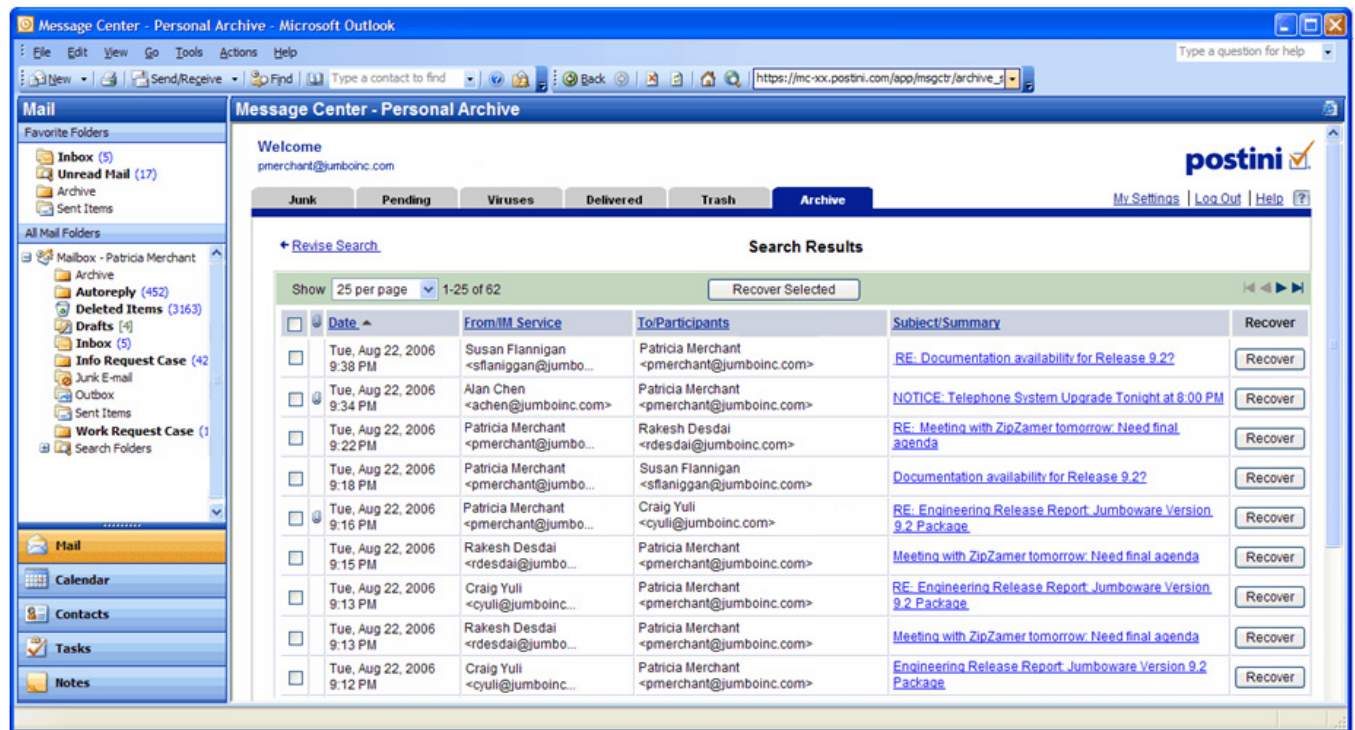 Message Center - Personal Archive - Microsoft Outlook
File Edit View Go Tools Actions Help
Type a question for help
New Send/Receive Find Type a contact to find Back https://mc-xx.postini.com/app/msgctr/archive_s
Mail
Message Center - Personal Archive
Favorite Folders
Inbox (5)
Unread Mail (17)
Archive
Sent Items
All Mail Folders
Mailbox - Patricia Merchant
Archive
Autoreply (452)
Deleted Items (3163)
Drafts [4]
Inbox (5)
Info Request Case (42
Junk E-mail
Outbox
Sent Items
Work Request Case (1
Search Folders
Mail
Calendar
Contacts
Tasks
Notes
Welcome
pmerchant@jumboinc.com
postini
Junk Pending Viruses Delivered Trash Archive
My Settings | Log Out | Help ?
Revise Search
Search Results
Show 25 per page 1-25 of 62 Recover Selected
Date From/IM Service To/Participants Subject/Summary Recover
Tue, Aug 22, 2006 Susan Flannigan Patricia Merchant
9:38 PM <sflaniggan@jumbo... <pmerchant@jumboinc.com> RE: Documentation availability for Release 9.2? Recover
Tue, Aug 22, 2006 Alan Chen Patricia Merchant
9:34 PM <achen@jumboinc.com> <pmerchant@jumboinc.com> NOTICE: Telephone System Upgrade Tonight at 8:00 PM Recover
Tue, Aug 22, 2006 Patricia Merchant Rakesh Desdai RE: Meeting with ZipZamer tomorrow: Need final
9:22 PM <pmerchant@jumbo... <rdesdai@jumboinc.com> agenda Recover
Tue, Aug 22, 2006 Patricia Merchant Susan Flannigan
9:18 PM <pmerchant@jumbo... <sflaniggan@jumboinc.com> Documentation availability for Release 9.2? Recover
Tue, Aug 22, 2006 Patricia Merchant Craig Yuli RE: Engineering Release Report: Jumboware Version
9:16 PM <pmerchant@jumbo... <cyuli@jumboinc.com> 9.2 Package Recover
Tue, Aug 22, 2006 Rakesh Desdai Patricia Merchant
9:15 PM <rdesdai@jumbo... <pmerchant@jumboinc.com> Meeting with ZipZamer tomorrow: Need final agenda Recover
Tue, Aug 22, 2006 Craig Yuli Patricia Merchant RE: Engineering Release Report: Jumboware Version
9:13 PM <cyuli@jumboinc... <pmerchant@jumboinc.com> 9.2 Package Recover
Tue, Aug 22, 2006 Rakesh Desdai Patricia Merchant
9:13 PM <rdesdai@jumbo... <pmerchant@jumboinc.com> Meeting with ZipZamer tomorrow: Need final agenda Recover
Tue, Aug 22, 2006 Craig Yuli Patricia Merchant Engineering Release Report: Jumboware Version 9.2
9:12 PM <cyuli@jumboinc... <pmerchant@jumboinc.com> Package Recover